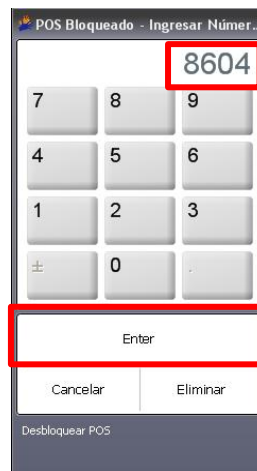 POS Bloqueado - Ingresar Númer..
8604
7 8 9
4 5 6
1 2 3
± 0 .
Enter
Cancelar Eliminar
Desbloquear POS